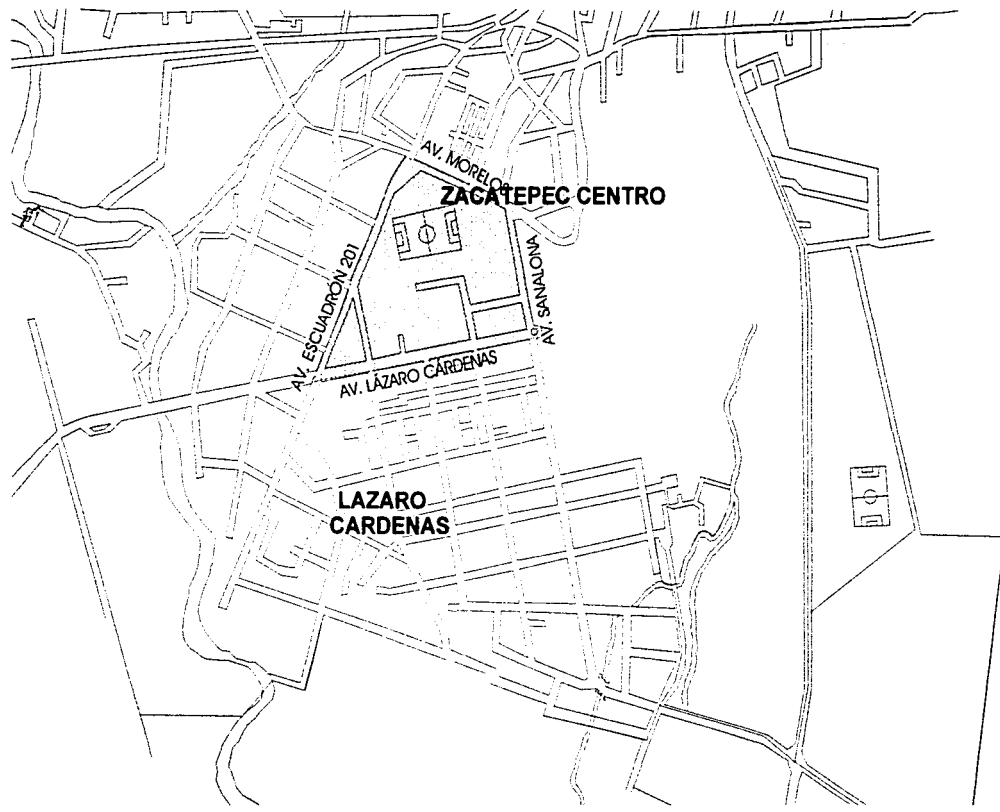 AV. MORELOS
ZACATEPEC CENTRO
AV. ESCUADRÓN 201
AV. SANALONA
AV. LÁZARO CÁRDENAS
LAZARO
CARDENAS